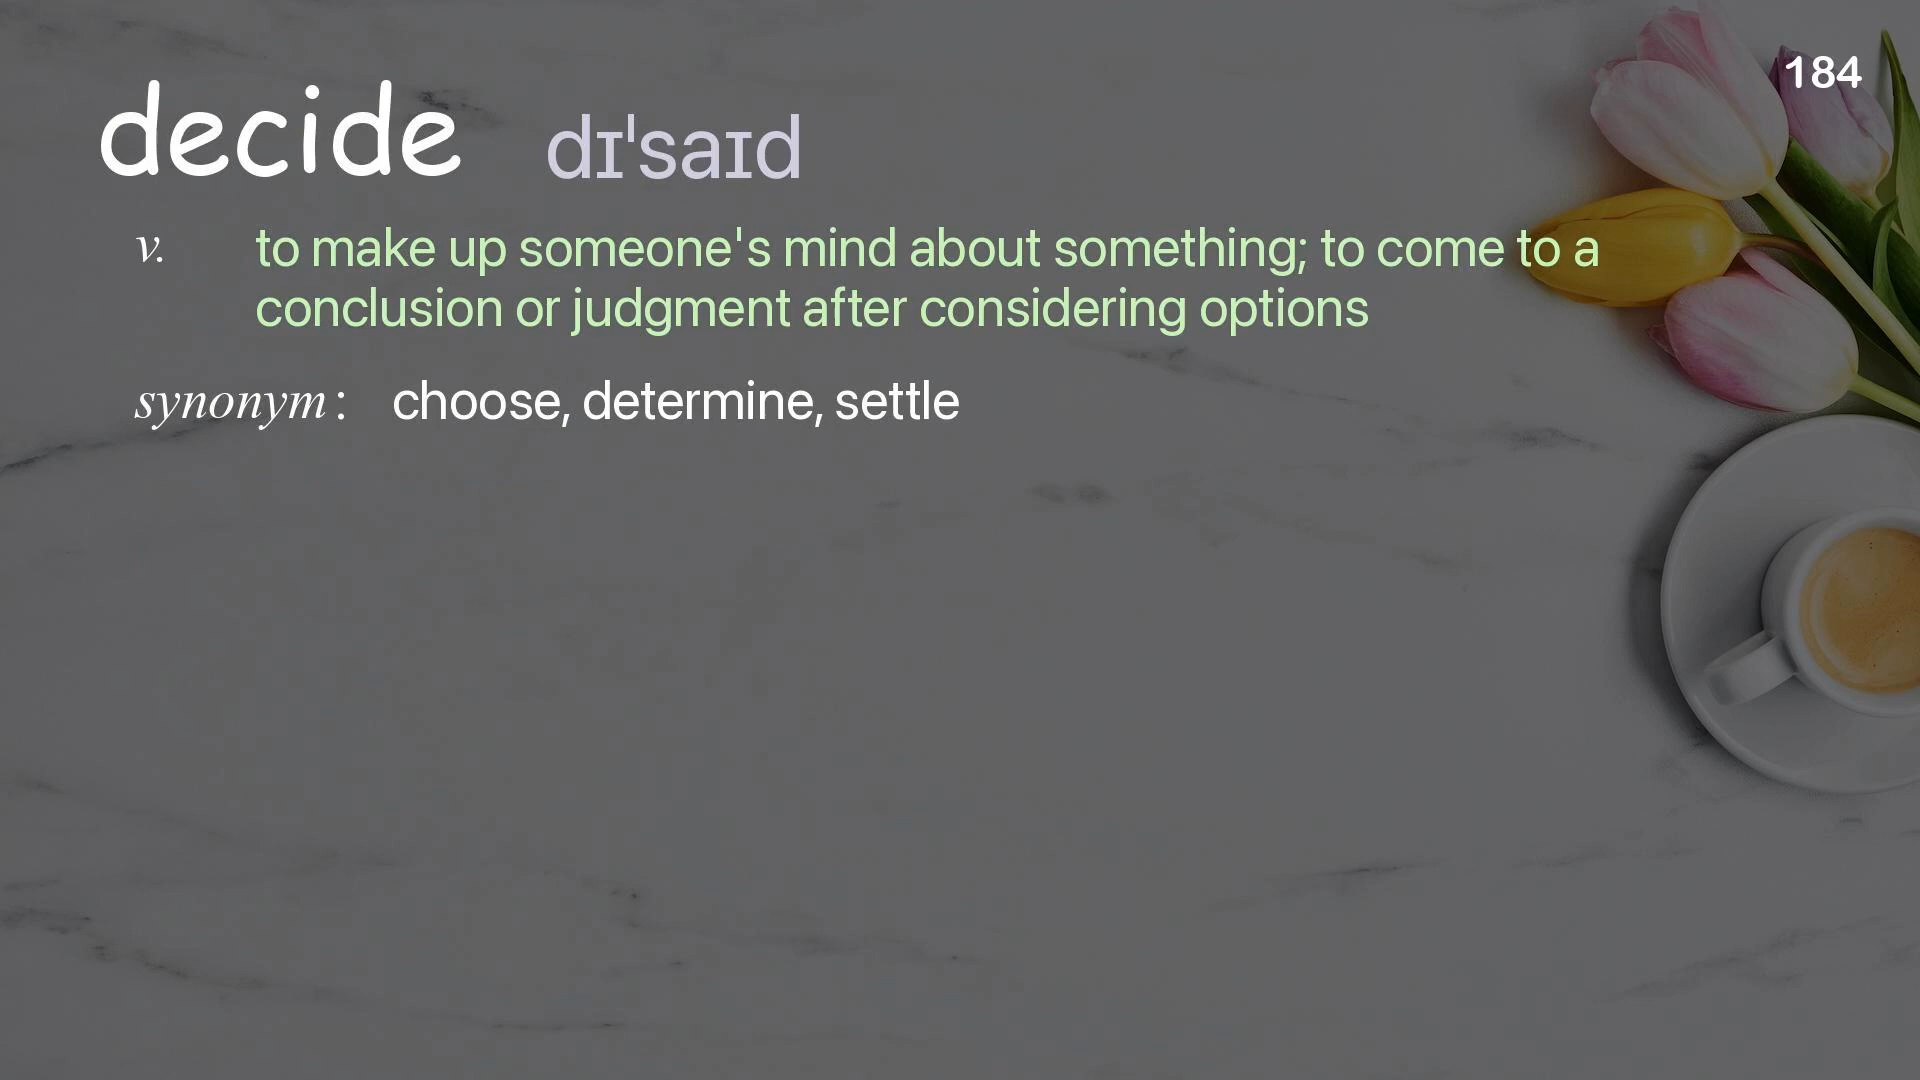 184
decide dɪˈsaɪd
v. to make up someone's mind about something; to come to a
conclusion or judgment after considering options
synonym : choose, determine, settle